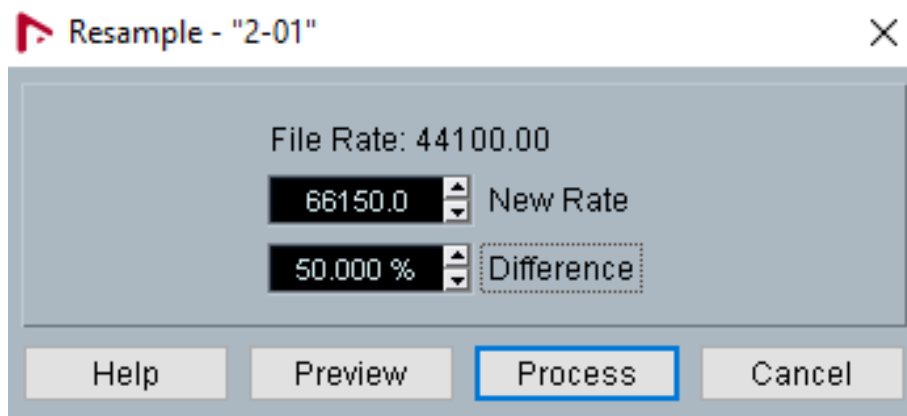 Resample - "2-01"
File Rate: 44100.00
66150.0 New Rate
50.000 % Difference
Help Preview Process Cancel